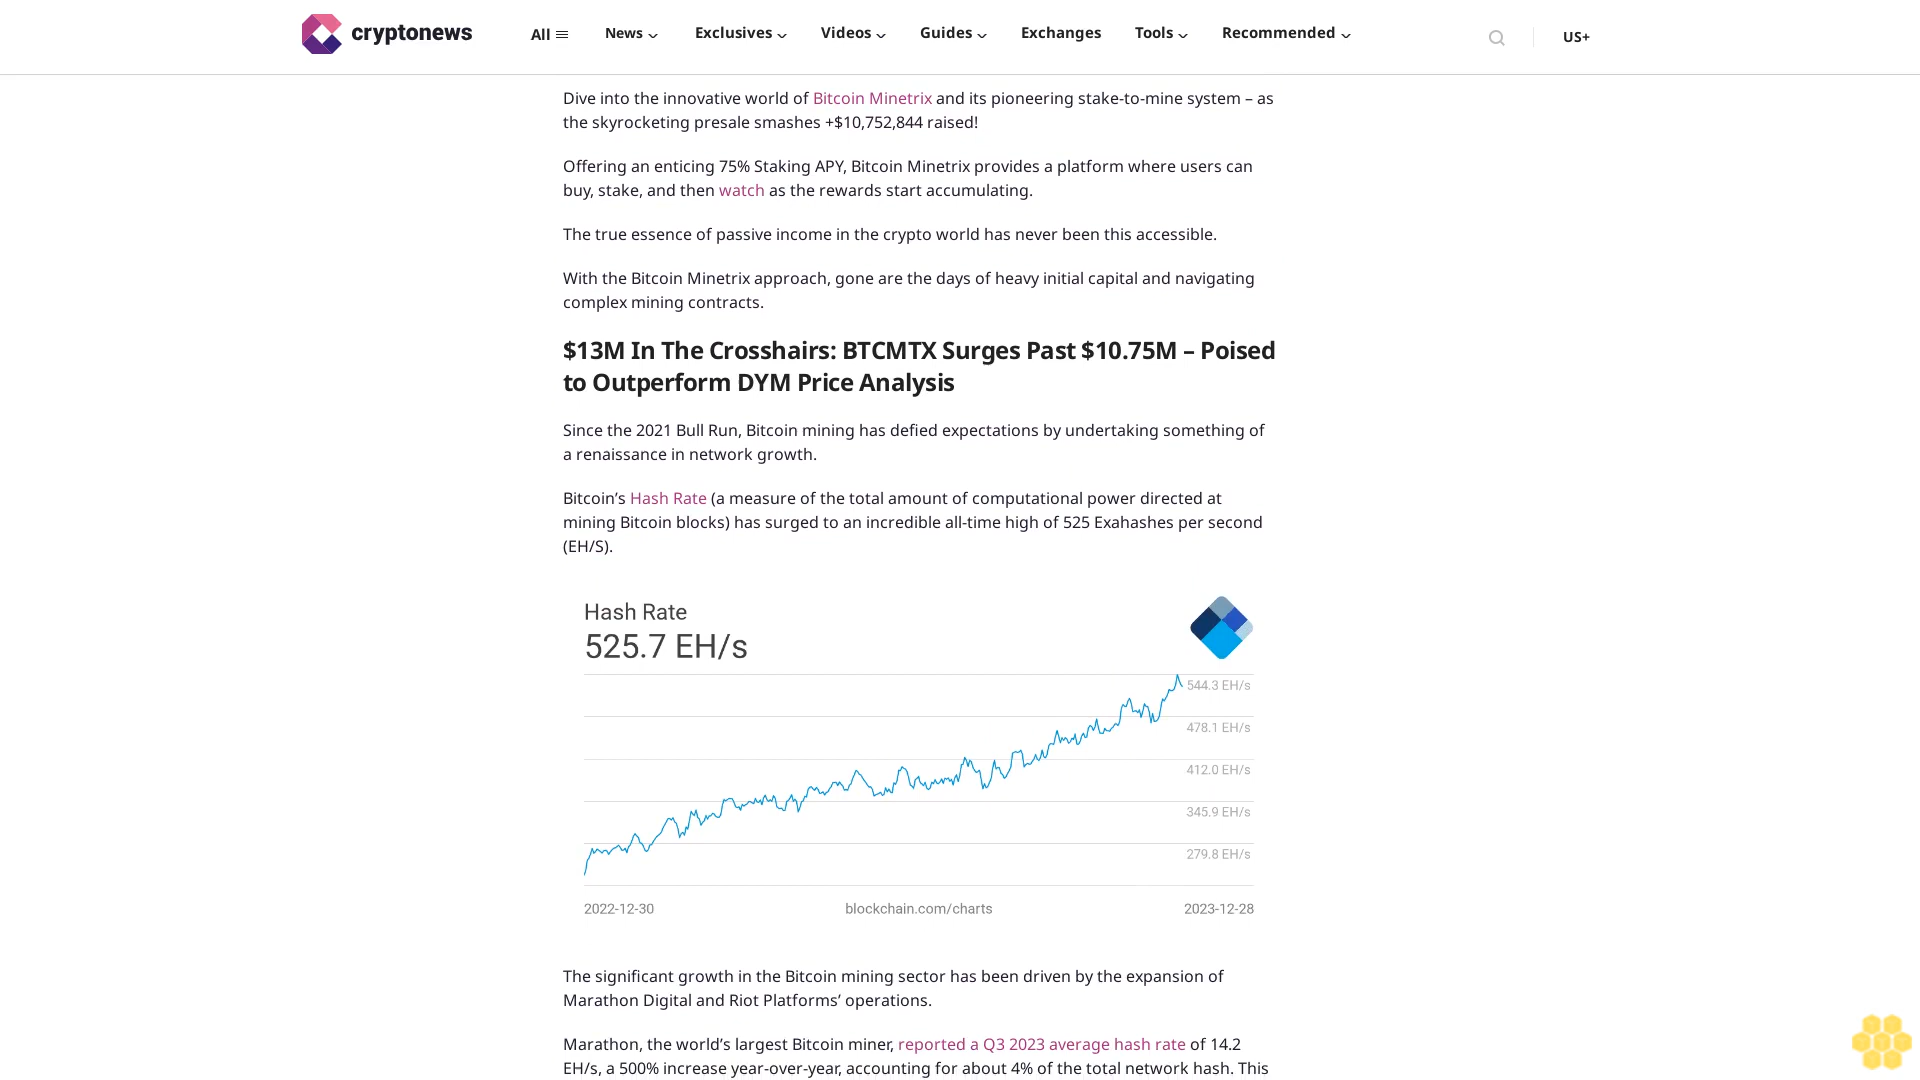 cryptonews
All
News
Exclusives
Videos
Guides
Exchanges
Tools
Recommended
US+
Dive into the innovative world of Bitcoin Minetrix and its pioneering stake-to-mine system – as
the skyrocketing presale smashes +$10,752,844 raised!
Offering an enticing 75% Staking APY, Bitcoin Minetrix provides a platform where users can
buy, stake, and then watch as the rewards start accumulating.
The true essence of passive income in the crypto world has never been this accessible.
With the Bitcoin Minetrix approach, gone are the days of heavy initial capital and navigating
complex mining contracts.
$13M In The Crosshairs: BTCMTX Surges Past $10.75M – Poised
to Outperform DYM Price Analysis
Since the 2021 Bull Run, Bitcoin mining has defied expectations by undertaking something of
a renaissance in network growth.
Bitcoin’s Hash Rate (a measure of the total amount of computational power directed at
mining Bitcoin blocks) has surged to an incredible all-time high of 525 Exahashes per second
(EH/S).
Hash Rate
525.7 EH/s
544.3 EH/s
478.1 EH/s
412.0 EH/s
345.9 EH/s
279.8 EH/s
2022-12-30
blockchain.com/charts
2023-12-28
The significant growth in the Bitcoin mining sector has been driven by the expansion of
Marathon Digital and Riot Platforms’ operations.
Marathon, the world’s largest Bitcoin miner, reported a Q3 2023 average hash rate of 14.2
EH/s, a 500% increase year-over-year, accounting for about 4% of the total network hash. This